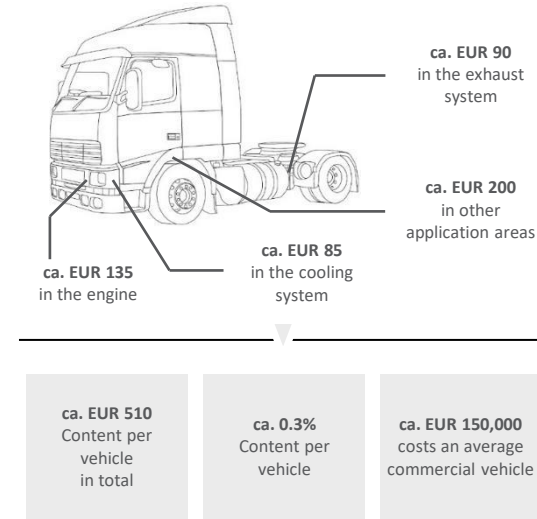 ca. EUR 90
in the exhaust
system
ca. EUR 200
in other
application areas
ca. EUR 85
in the cooling
system
ca. EUR 135
in the engine
ca. EUR 510
Content per
vehicle
in total
ca. 0.3%
Content per
vehicle
ca. EUR 150,000
costs an average
commercial vehicle